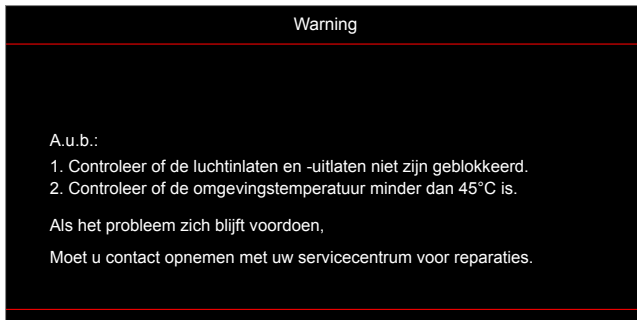 Warning
A.u.b.:
1. Controleer of de luchtinlaten en -uitlaten niet zijn geblokkeerd.
2. Controleer of de omgevingstemperatuur minder dan 45°C is.
Als het probleem zich blijft voordoen,
Moet u contact opnemen met uw servicecentrum voor reparaties.